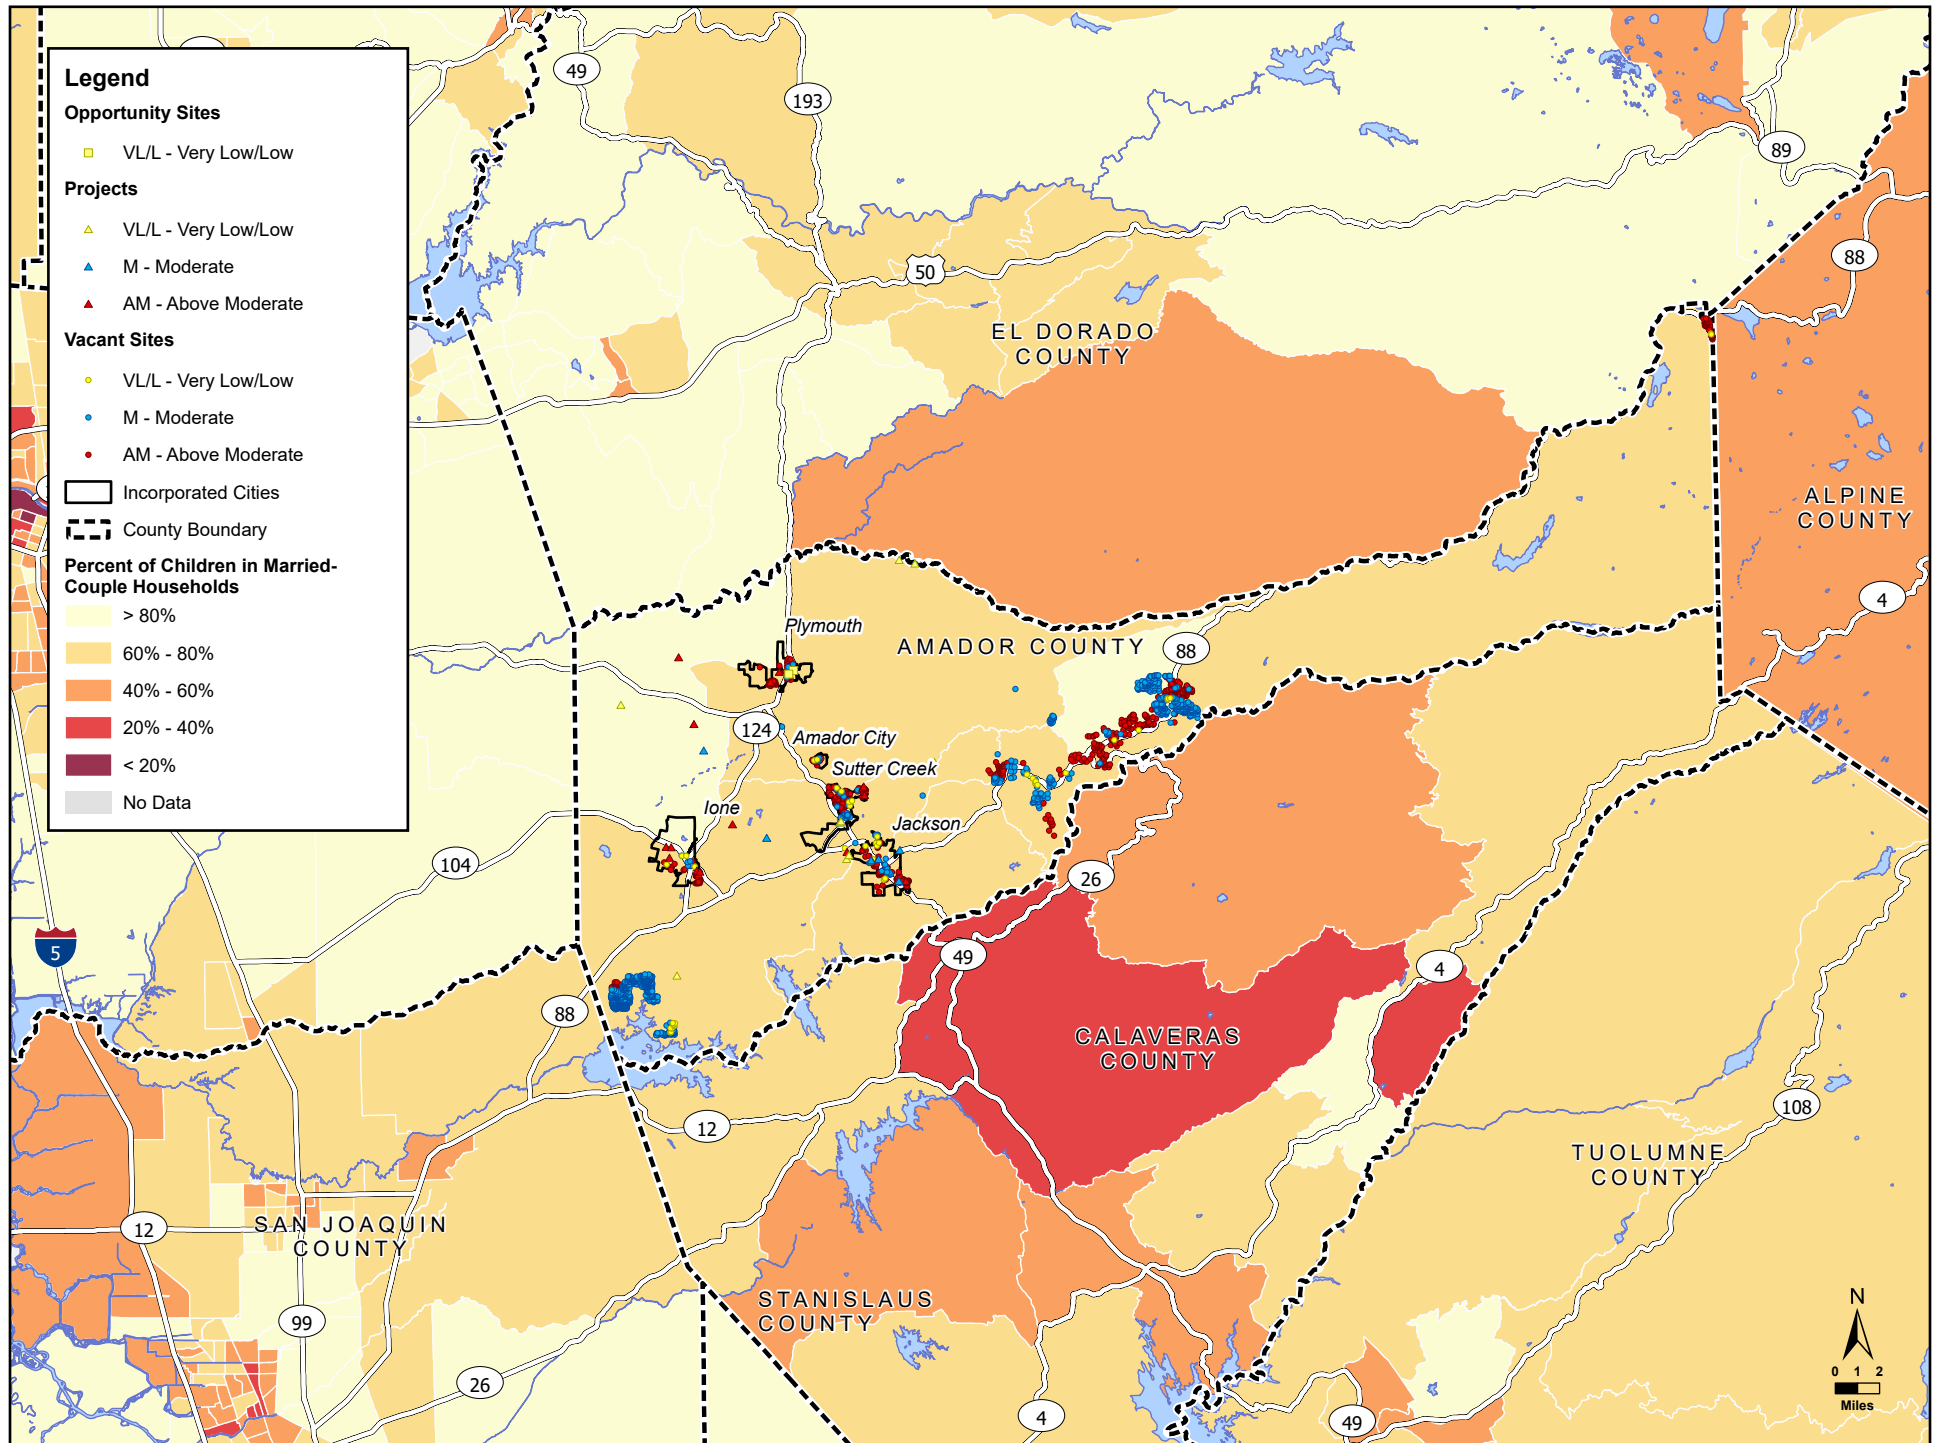 Legend
Opportunity Sites
VL/L - Very Low/Low
Projects
VL/L - Very Low/Low
M - Moderate
AM - Above Moderate
Vacant Sites
VL/L - Very Low/Low
M - Moderate
AM - Above Moderate
Incorporated Cities
County Boundary
Percent of Children in Married-
Couple Households
> 80%
60% - 80%
40% - 60%
20% - 40%
< 20%
No Data
49
193
89
88
50
EL DORADO
COUNTY
ALPINE
COUNTY
4
Plymouth
AMADOR COUNTY
88
124
Amador City
Sutter Creek
Ione
Jackson
104
26
5
49
4
88
CALAVERAS
COUNTY
12
108
TUOLUMNE
COUNTY
12
SAN JOAQUIN
COUNTY
STANISLAUS
COUNTY
99
26
4
49
N
0 1 2
Miles